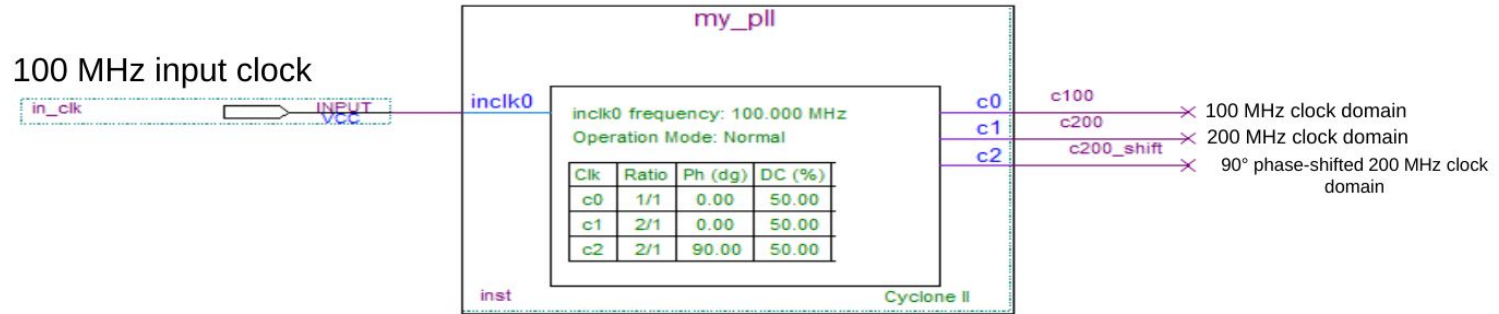 my_pll
100 MHz input clock
in_clk
INPUT
VCC
inclk0
inclk0 frequency: 100.000 MHz
Operation Mode: Normal
Clk Ratio Ph (dg) DC (%)
c0 1/1 0.00 50.00
c1 2/1 0.00 50.00
c2 2/1 90.00 50.00
c0 c100 100 MHz clock domain
c1 c200 200 MHz clock domain
c2 c200_shift 90° phase-shifted 200 MHz clock
domain
inst
Cyclone II